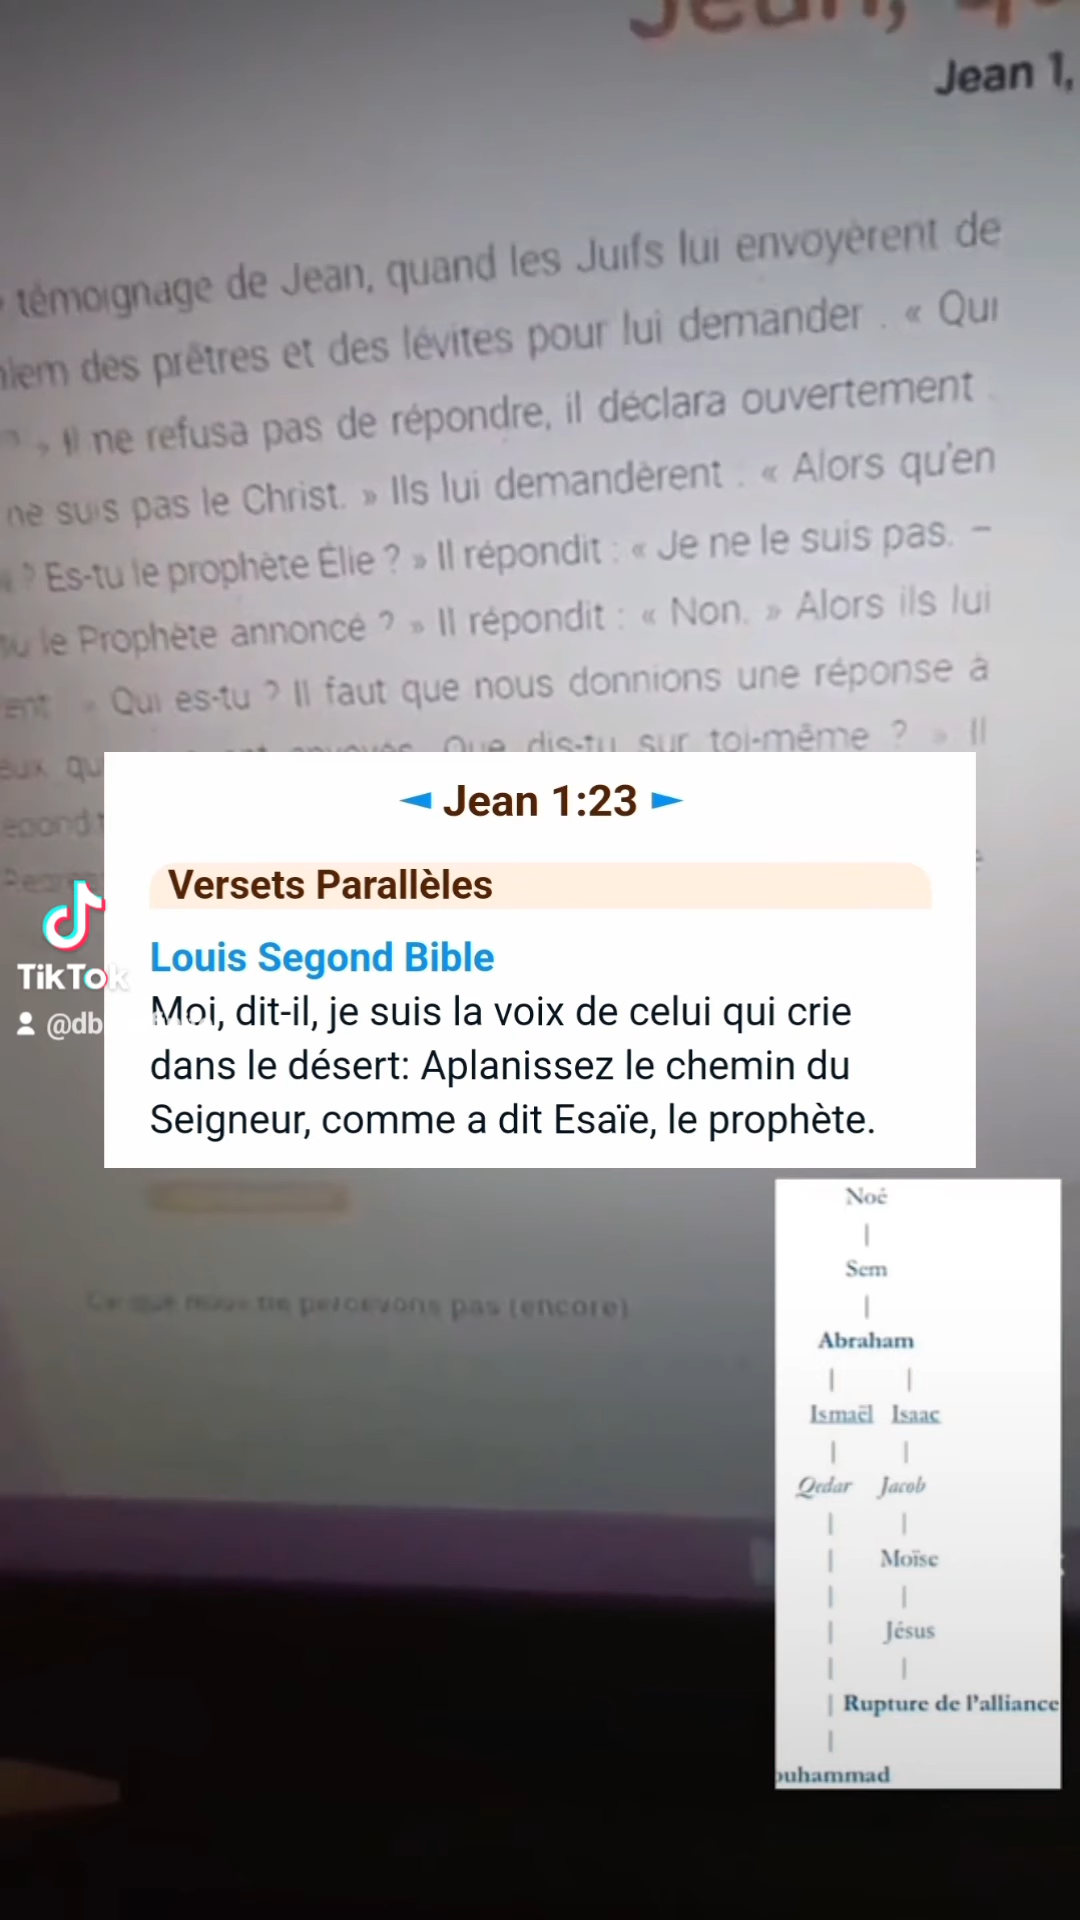 Jean,
Jean 1,
témoignage de Jean, quand les Juifs lui envoyèrent de
des prêtres et des lévites pour lui demander . « Qui
» Il ne refusa pas de répondre, il déclara ouvertement .
ne suis pas le Christ. » Ils lui demandèrent . « Alors qu'en
? Es-tu le prophète Élie ? » Il répondit : « Je ne le suis pas. –
le Prophète annoncé ? » Il répondit : « Non. » Alors ils lui
« Qui es-tu ? Il faut que nous donnions une réponse à
Que dis-tu sur toi-même ? » Il
◄ Jean 1:23 ►
Versets Parallèles
Louis Segond Bible
Moi, dit-il, je suis la voix de celui qui crie
dans le désert: Aplanissez le chemin du
Seigneur, comme a dit Esaïe, le prophète.
TikTok
@db
pas (encore)
Noé
Sem
Abraham
Ismaël Isaac
Qedar Jacob
Moïse
Jésus
Rupture de l'alliance
ouhammad